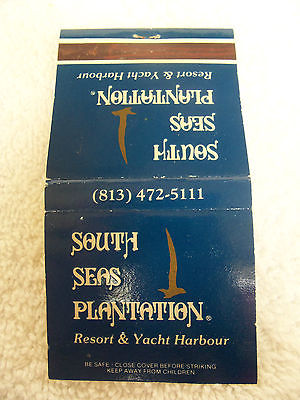 Resort & Yacht Harbour
PLANTATION®
SEAS
SOUTH
(813) 472-5111
SOUTH
SEAS
PLANTATION®
Resort & Yacht Harbour
BE SAFE - CLOSE COVER BEFORE STRIKING
KEEP AWAY FROM CHILDREN